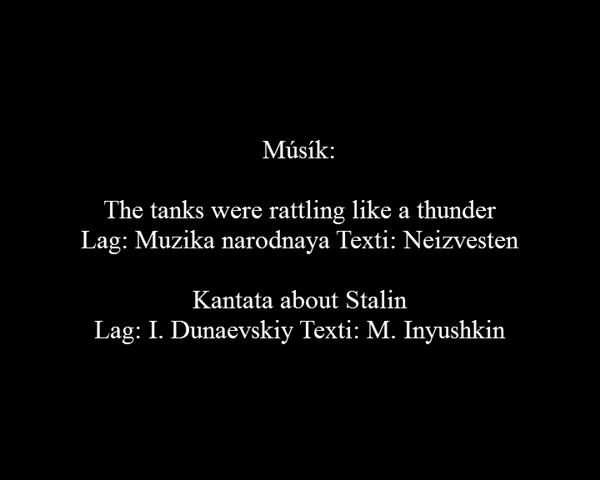 Músík:
The tanks were rattling like a thunder
Lag: Muzika narodnaya Texti: Neizvesten
Kantata about Stalin
Lag: I. Dunaevskiy Texti: M. Inyushkin